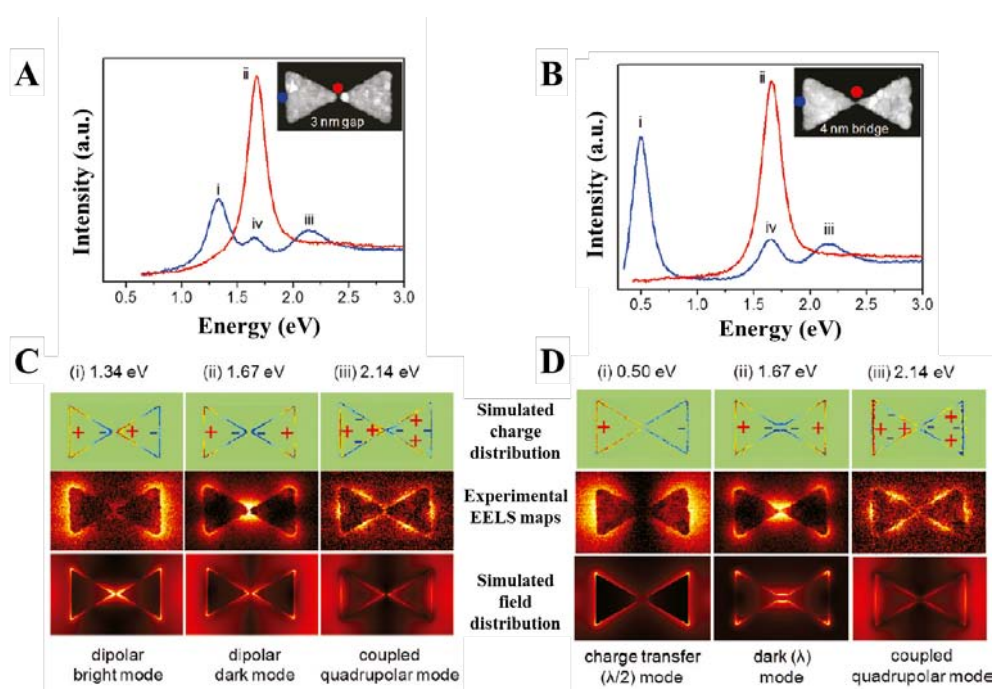 A
Intensity (a.u.)
ii
i
iv
iii
3 nm gap
0.5 1.0 1.5 2.0 2.5 3.0
Energy (eV)
B
Intensity (a.u.)
i
ii
iv
iii
4 nm bridge
0.5 1.0 1.5 2.0 2.5 3.0
Energy (eV)
C
(i) 1.34 eV
(ii) 1.67 eV
(iii) 2.14 eV
Simulated
charge
distribution
Experimental
EELS maps
Simulated
field
distribution
dipolar
bright mode
dipolar
dark mode
coupled
quadrupolar mode
D
(i) 0.50 eV
(ii) 1.67 eV
(iii) 2.14 eV
charge transfer
(λ/2) mode
dark (λ)
mode
coupled
quadrupolar mode